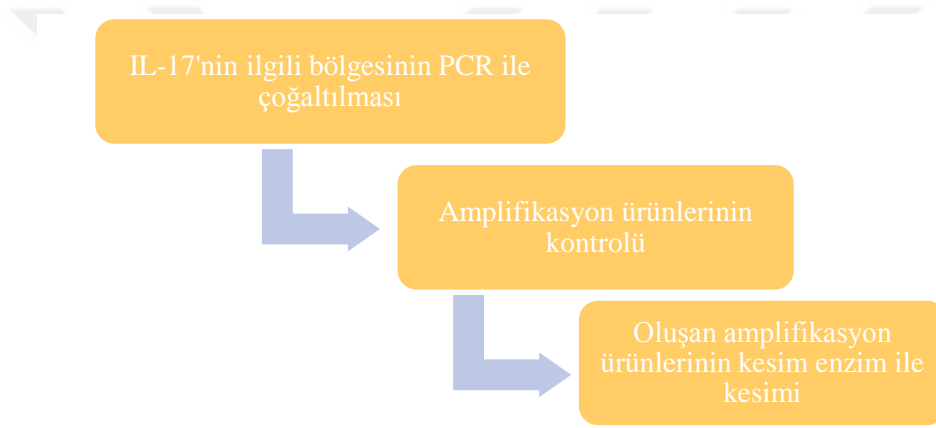 IL-17'nin ilgili bölgesinin PCR ile
çoğaltılması
Amplifikasyon ürünlerinin
kontrolü
Oluşan amplifikasyon
ürünlerinin kesim enzim ile
kesimi